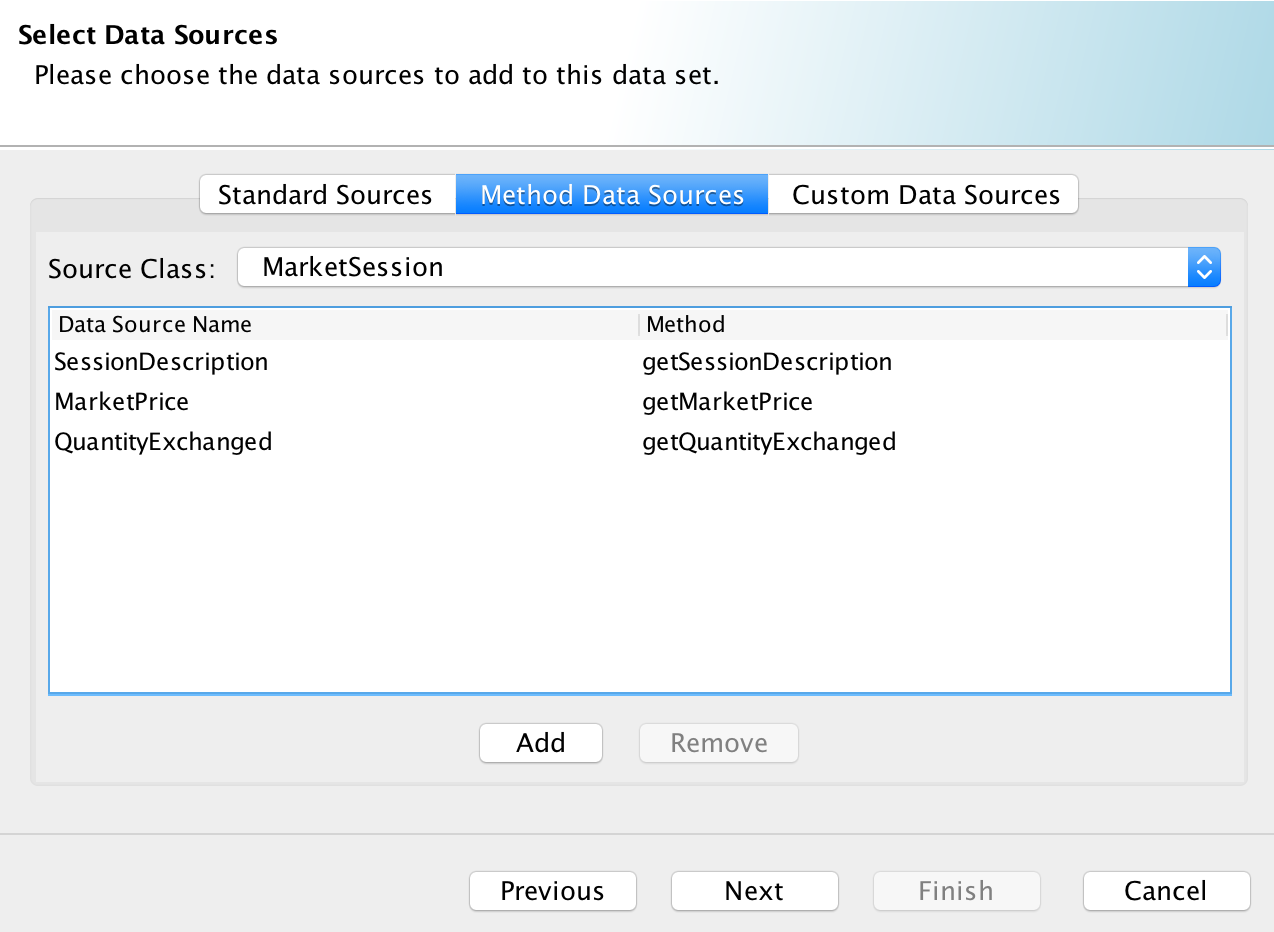 Select Data Sources
Please choose the data sources to add to this data set.
Standard Sources Method Data Sources Custom Data Sources
Source Class: MarketSession
Data Source Name Method
SessionDescription getSessionDescription
MarketPrice getMarketPrice
QuantityExchanged getQuantityExchanged
Add Remove
Previous Next Finish Cancel